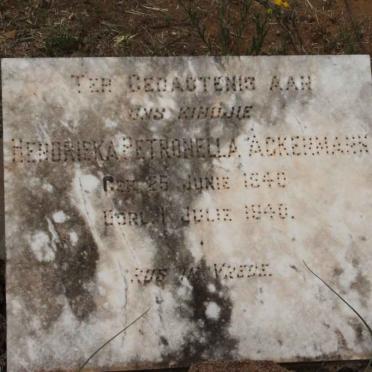 TER GEDAGTENIS AAN
ONS KINDJIE
HENDRIEKA PETRONELLA ACKERMANN
GEB. 25 JUNIE 1940
OORL. 1 JULIE 1940.
RUS IN VREDE.